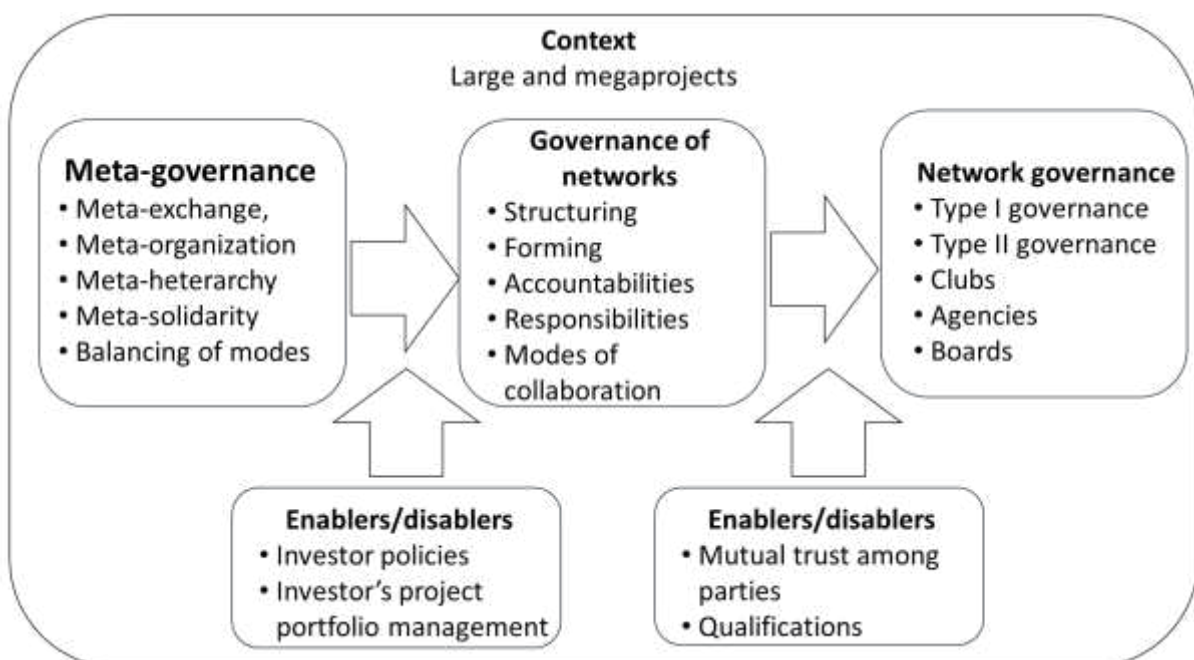 Context
Large and megaprojects
Meta-governance
• Meta-exchange,
• Meta-organization
• Meta-heterarchy
• Meta-solidarity
• Balancing of modes
Governance of
networks
• Structuring
• Forming
• Accountabilities
• Responsibilities
• Modes of
collaboration
Network governance
• Type I governance
• Type II governance
• Clubs
• Agencies
• Boards
Enablers/disablers
• Investor policies
• Investor’s project
portfolio management
Enablers/disablers
• Mutual trust among
parties
• Qualifications